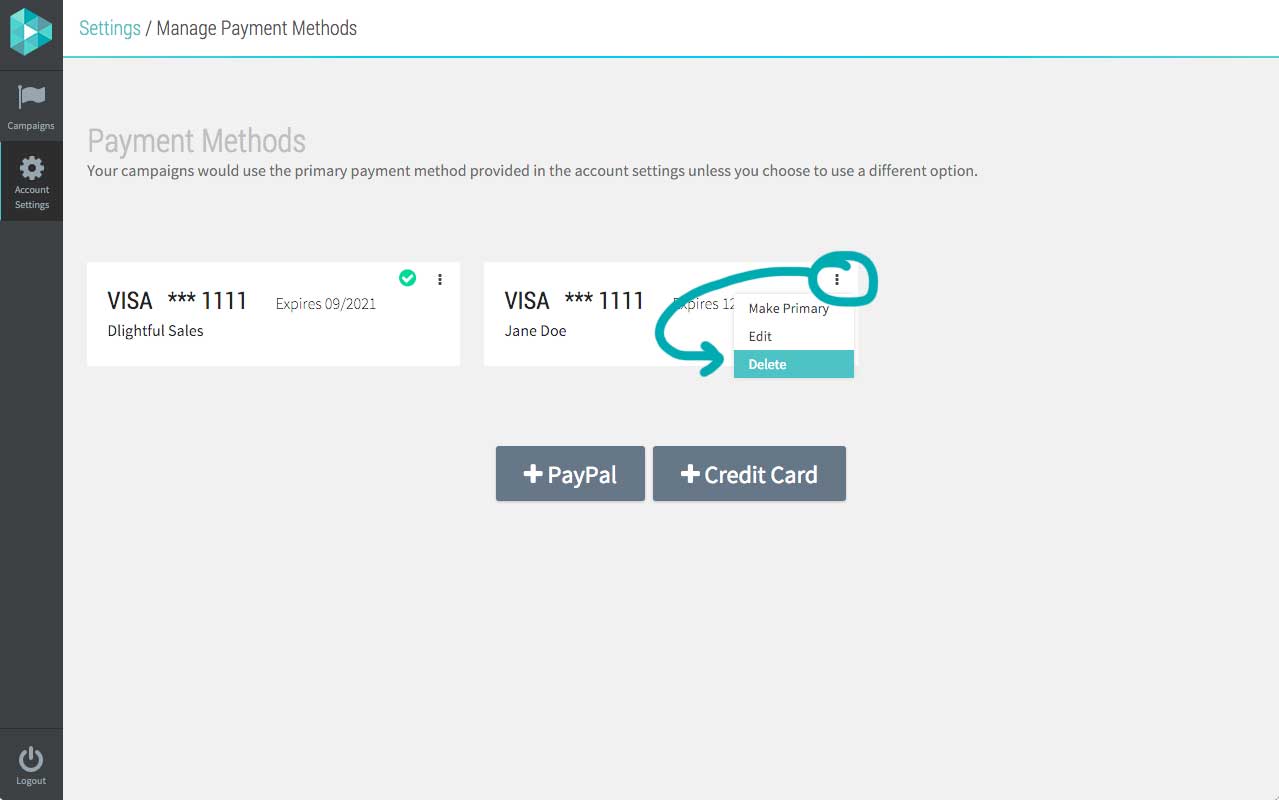 Settings / Manage Payment Methods
Campaigns
Account
Settings
Payment Methods
Your campaigns would use the primary payment method provided in the account settings unless you choose to use a different option.
VISA *** 1111 Expires 09/2021
Dlightful Sales
VISA *** 1111 Expires 12
Jane Doe
Make Primary
Edit
Delete
PayPal
Credit Card
Logout